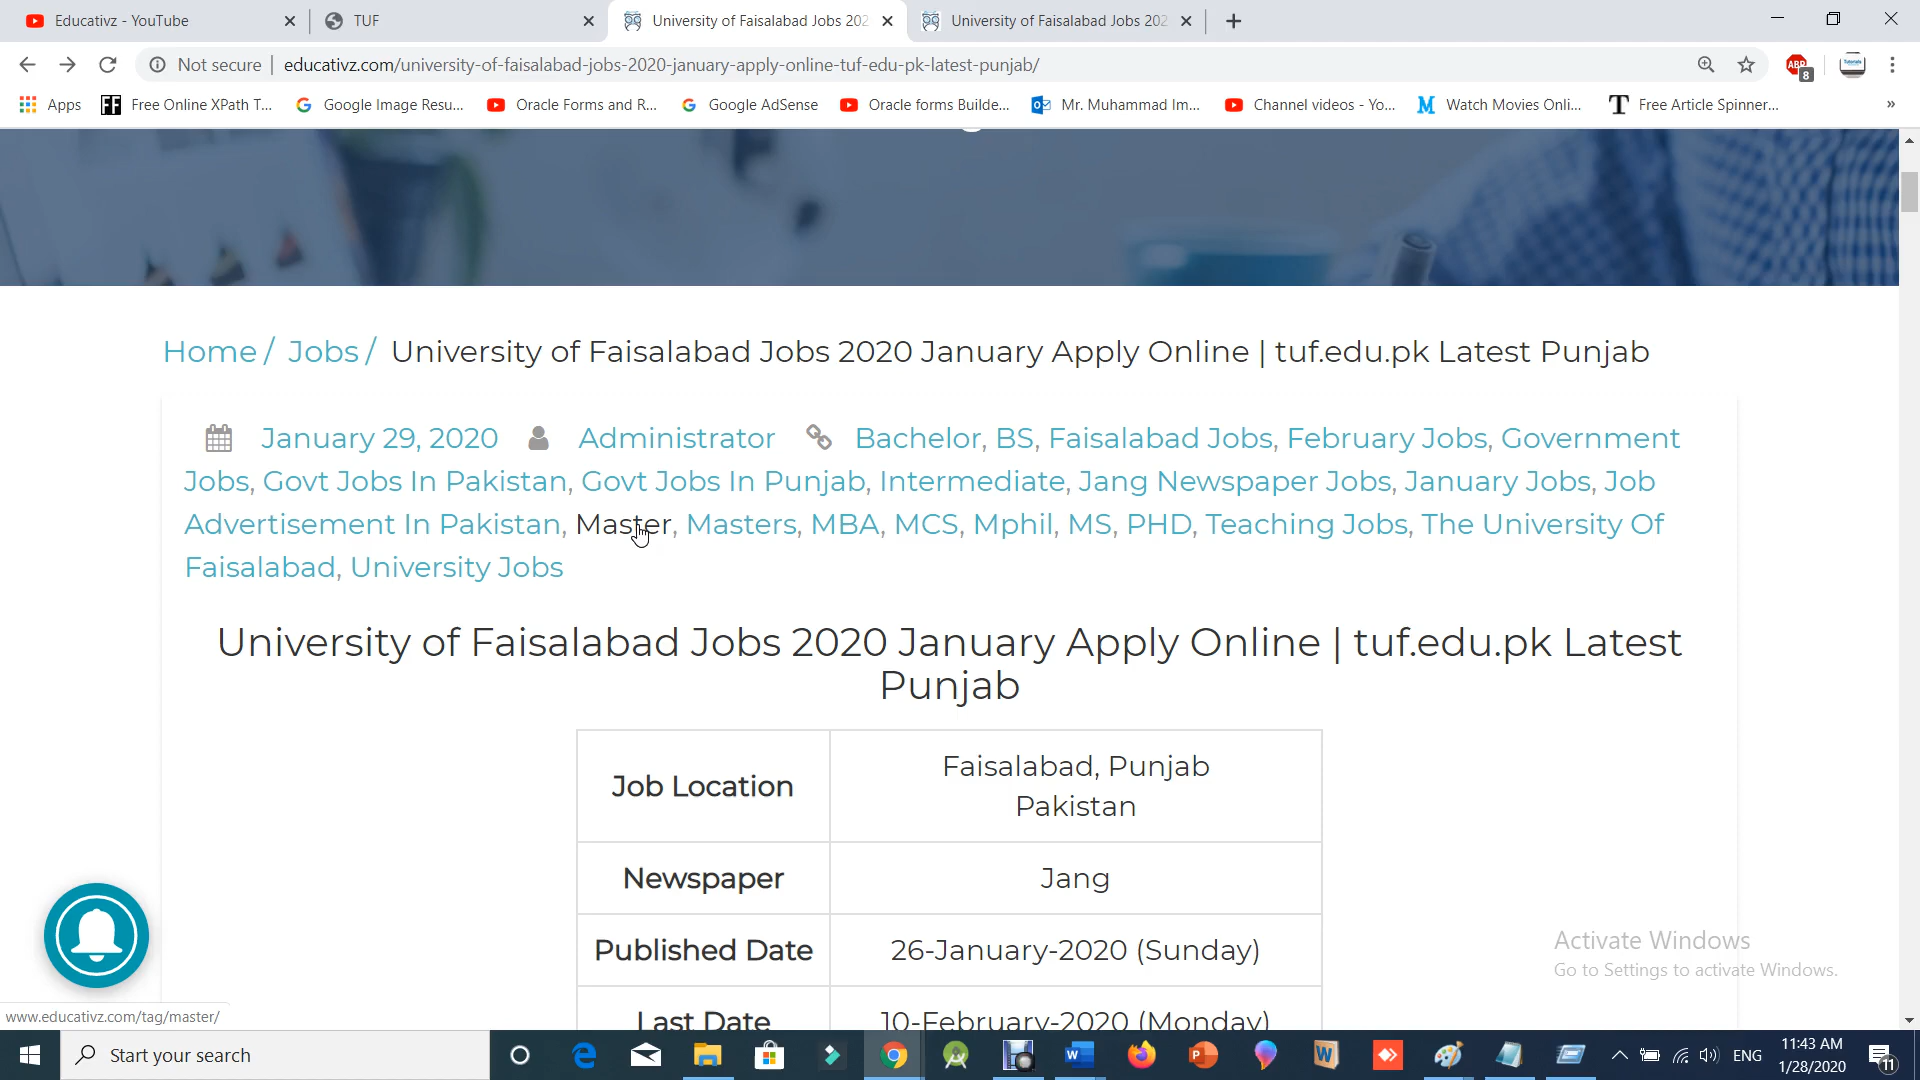 Educativz - YouTube
TUF
University of Faisalabad Jobs 202
University of Faisalabad Jobs 202
Not secure
educativz.com/university-of-faisalabad-jobs-2020-january-apply-online-tuf-edu-pk-latest-punjab/
ABP
8
Apps
FF
Free Online XPath T...
Google Image Resu...
Oracle Forms and R...
Google AdSense
Oracle forms Builde...
Mr. Muhammad Im...
Channel videos - Yo...
Watch Movies Onli...
Free Article Spinner...
»
Home / Jobs / University of Faisalabad Jobs 2020 January Apply Online | tuf.edu.pk Latest Punjab
January 29, 2020 Administrator Bachelor, BS, Faisalabad Jobs, February Jobs, Government
Jobs, Govt Jobs In Pakistan, Govt Jobs In Punjab, Intermediate, Jang Newspaper Jobs, January Jobs, Job
Advertisement In Pakistan, Master, Masters, MBA, MCS, Mphil, MS, PHD, Teaching Jobs, The University Of
Faisalabad, University Jobs
University of Faisalabad Jobs 2020 January Apply Online | tuf.edu.pk Latest
Punjab
Job Location
Faisalabad, Punjab
Pakistan
Newspaper
Jang
Published Date
26-January-2020 (Sunday)
Last Date
10-February-2020 (Monday)
Activate Windows
Go to Settings to activate Windows.
www.educativz.com/tag/master/
Start your search
ENG
11:43 AM
1/28/2020
11